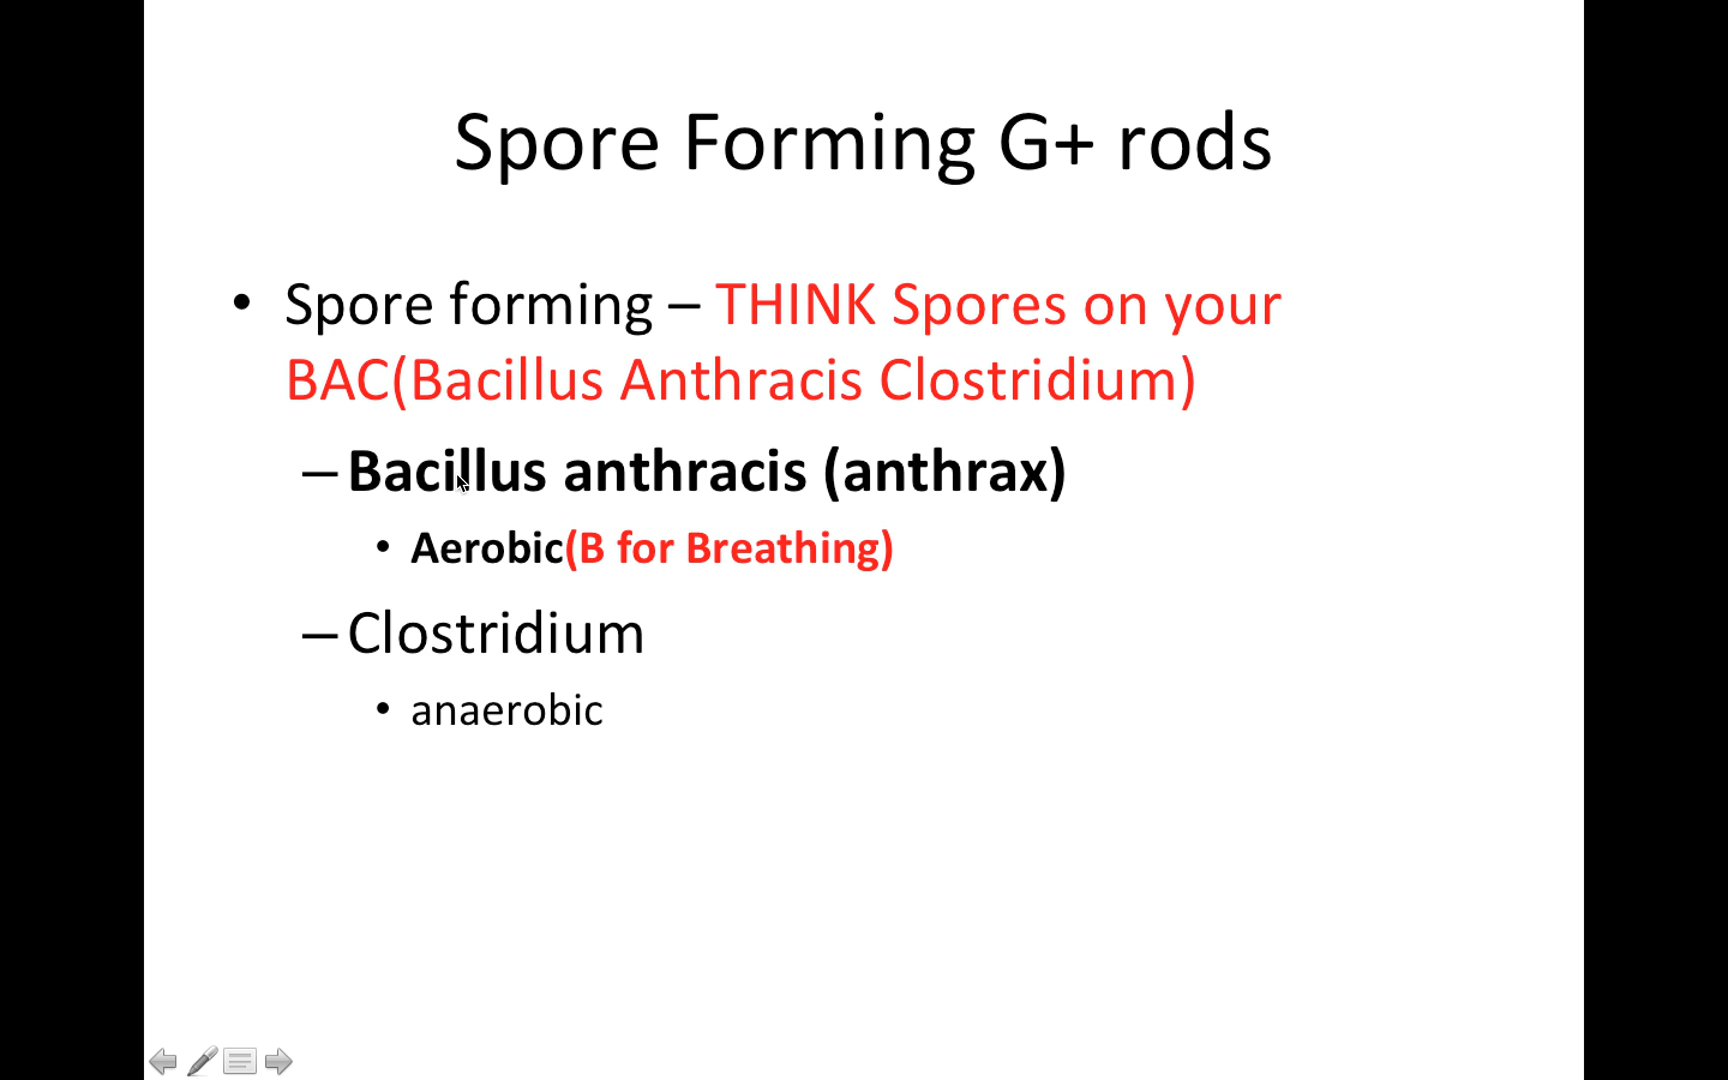 Spore Forming G+ rods
• Spore forming – THINK Spores on your
BAC(Bacillus Anthracis Clostridium)
–Bacillus anthracis (anthrax)
• Aerobic(B for Breathing)
–Clostridium
• anaerobic